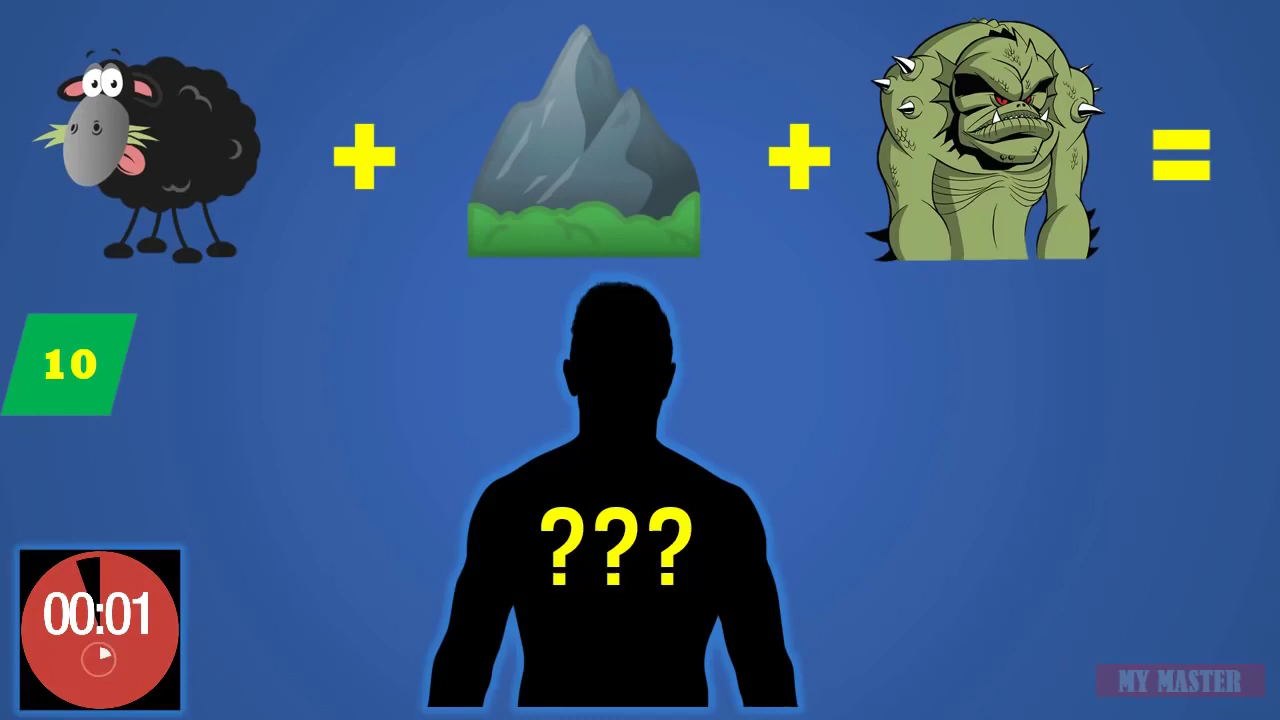 + + =
10
???
00:01
MY MASTER